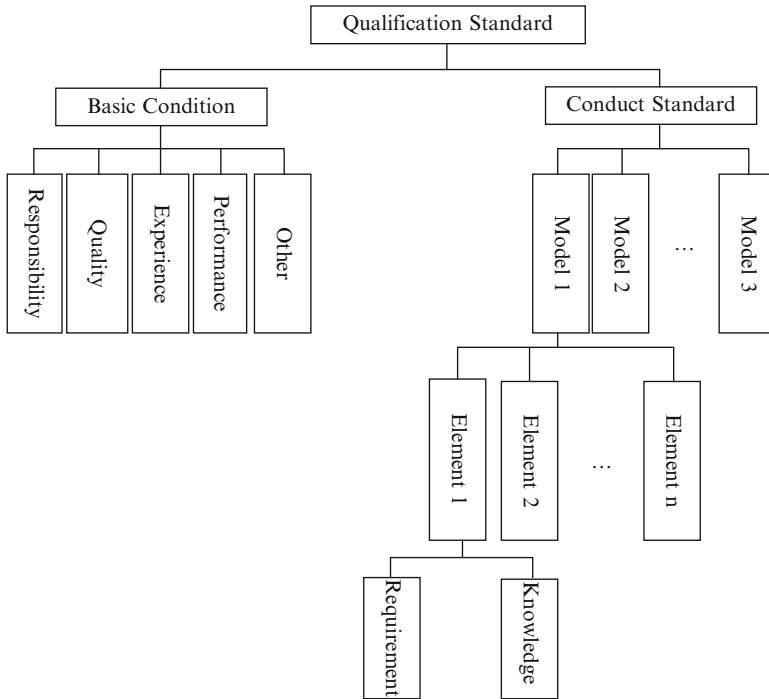 Qualification Standard
Basic Condition
Conduct Standard
Responsibility
Quality
Experience
Performance
Other
Model 1
Model 2
...
Model 3
Element 1
Element 2
...
Element n
Requirement
Knowledge